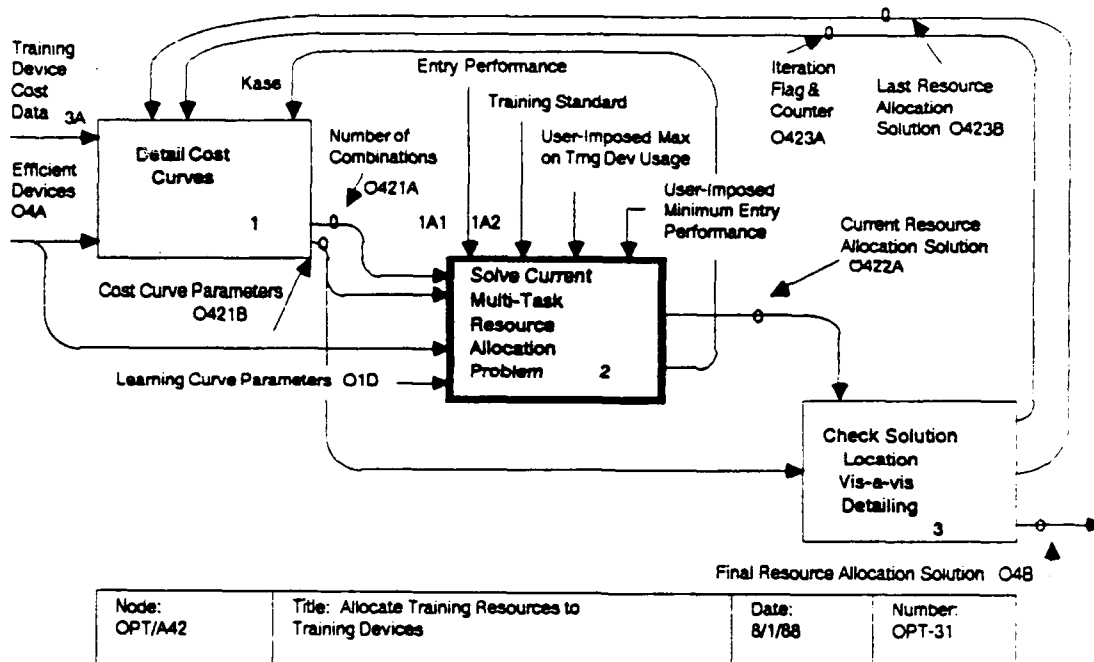 Training
Device
Cost
Data 3A
Efficient
Devices
O4A
Kase
Detail Cost
Curves
1
Cost Curve Parameters
O421B
Number of
Combinations
O421A
Entry Performance
Training Standard
User-Imposed Max
on Trng Dev Usage
User-Imposed
Minimum Entry
Performance
1A1 1A2
Solve Current
Multi-Task
Resource
Allocation
Problem 2
Learning Curve Parameters O1D
Iteration
Flag &
Counter
O423A
Last Resource
Allocation
Solution O423B
Current Resource
Allocation Solution
O422A
Check Solution
Location
Vis-a-vis
Detailing
3
Final Resource Allocation Solution O4B
Node:
OPT/A42
Title: Allocate Training Resources to
Training Devices
Date:
8/1/88
Number:
OPT-31